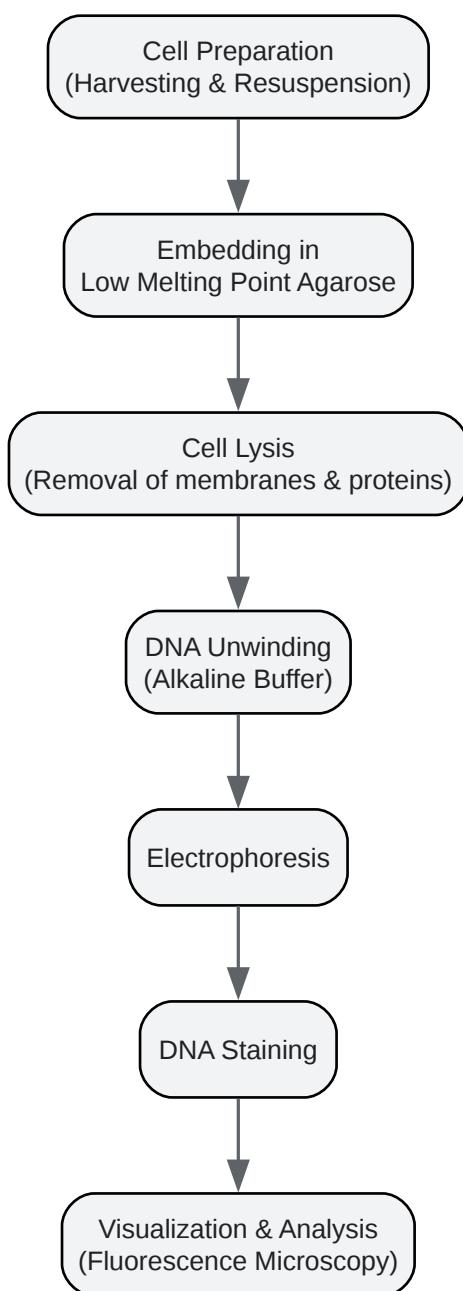 Cell Preparation
(Harvesting & Resuspension)
Embedding in
Low Melting Point Agarose
Cell Lysis
(Removal of membranes & proteins)
DNA Unwinding
(Alkaline Buffer)
Electrophoresis
DNA Staining
Visualization & Analysis
(Fluorescence Microscopy)